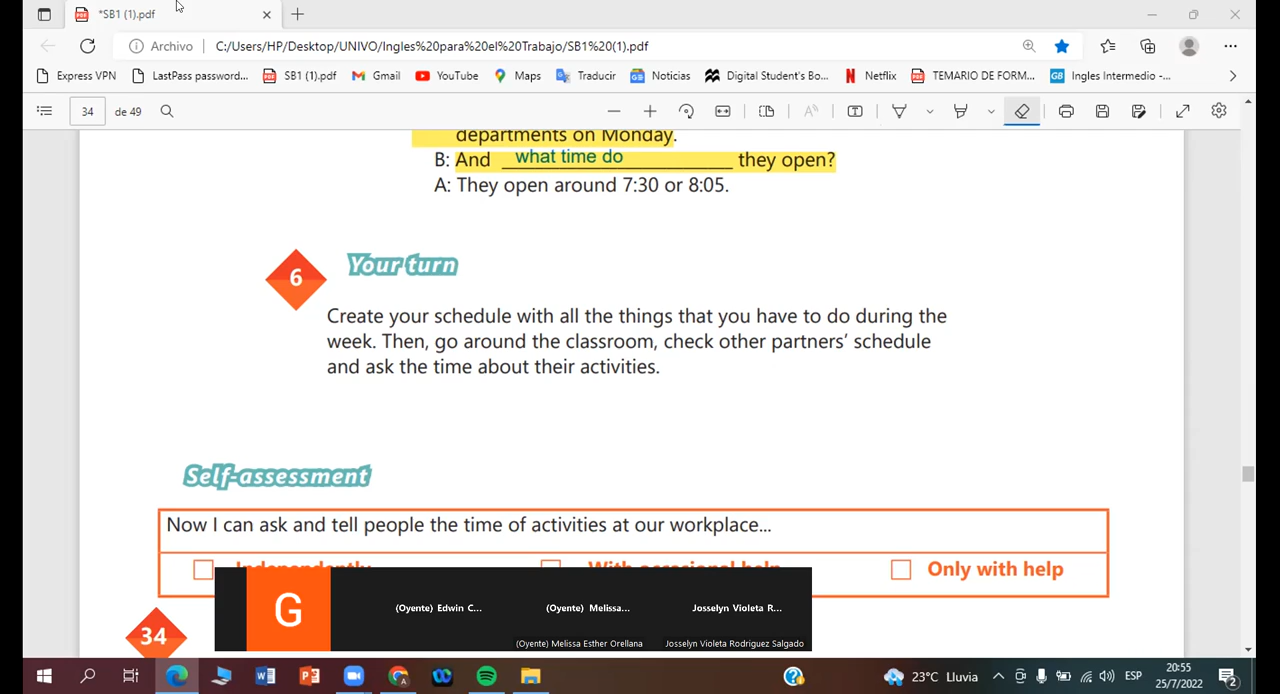 *SB1 (1).pdf
Archivo C:/Users/HP/Desktop/UNIVO/Ingles%20para%20el%20Trabajo/SB1%20(1).pdf
Express VPN LastPass password... SB1 (1).pdf Gmail YouTube Maps Traducir Noticias Digital Student's Bo... Netflix TEMARIO DE FORM... GB Ingles Intermedio -...
34 de 49
departments on Monday.
B: And what time do they open?
A: They open around 7:30 or 8:05.
6 Your turn
Create your schedule with all the things that you have to do during the
week. Then, go around the classroom, check other partners' schedule
and ask the time about their activities.
Self-assessment
Now I can ask and tell people the time of activities at our workplace...
Independently With occasional help Only with help
G (Oyente) Edwin C... (Oyente) Melissa... Josselyn Violeta R...
(Oyente) Melissa Esther Orellana Josselyn Violeta Rodriguez Salgado
34
23°C Lluvia ESP 20:55
25/7/2022 2